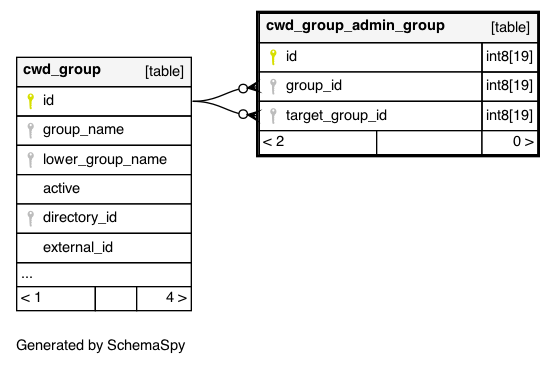 cwd_group_admin_group [table]
id int8[19]
group_id int8[19]
target_group_id int8[19]
< 2 0 >
cwd_group [table]
id
group_name
lower_group_name
active
directory_id
external_id
...
< 1 4 >
Generated by SchemaSpy